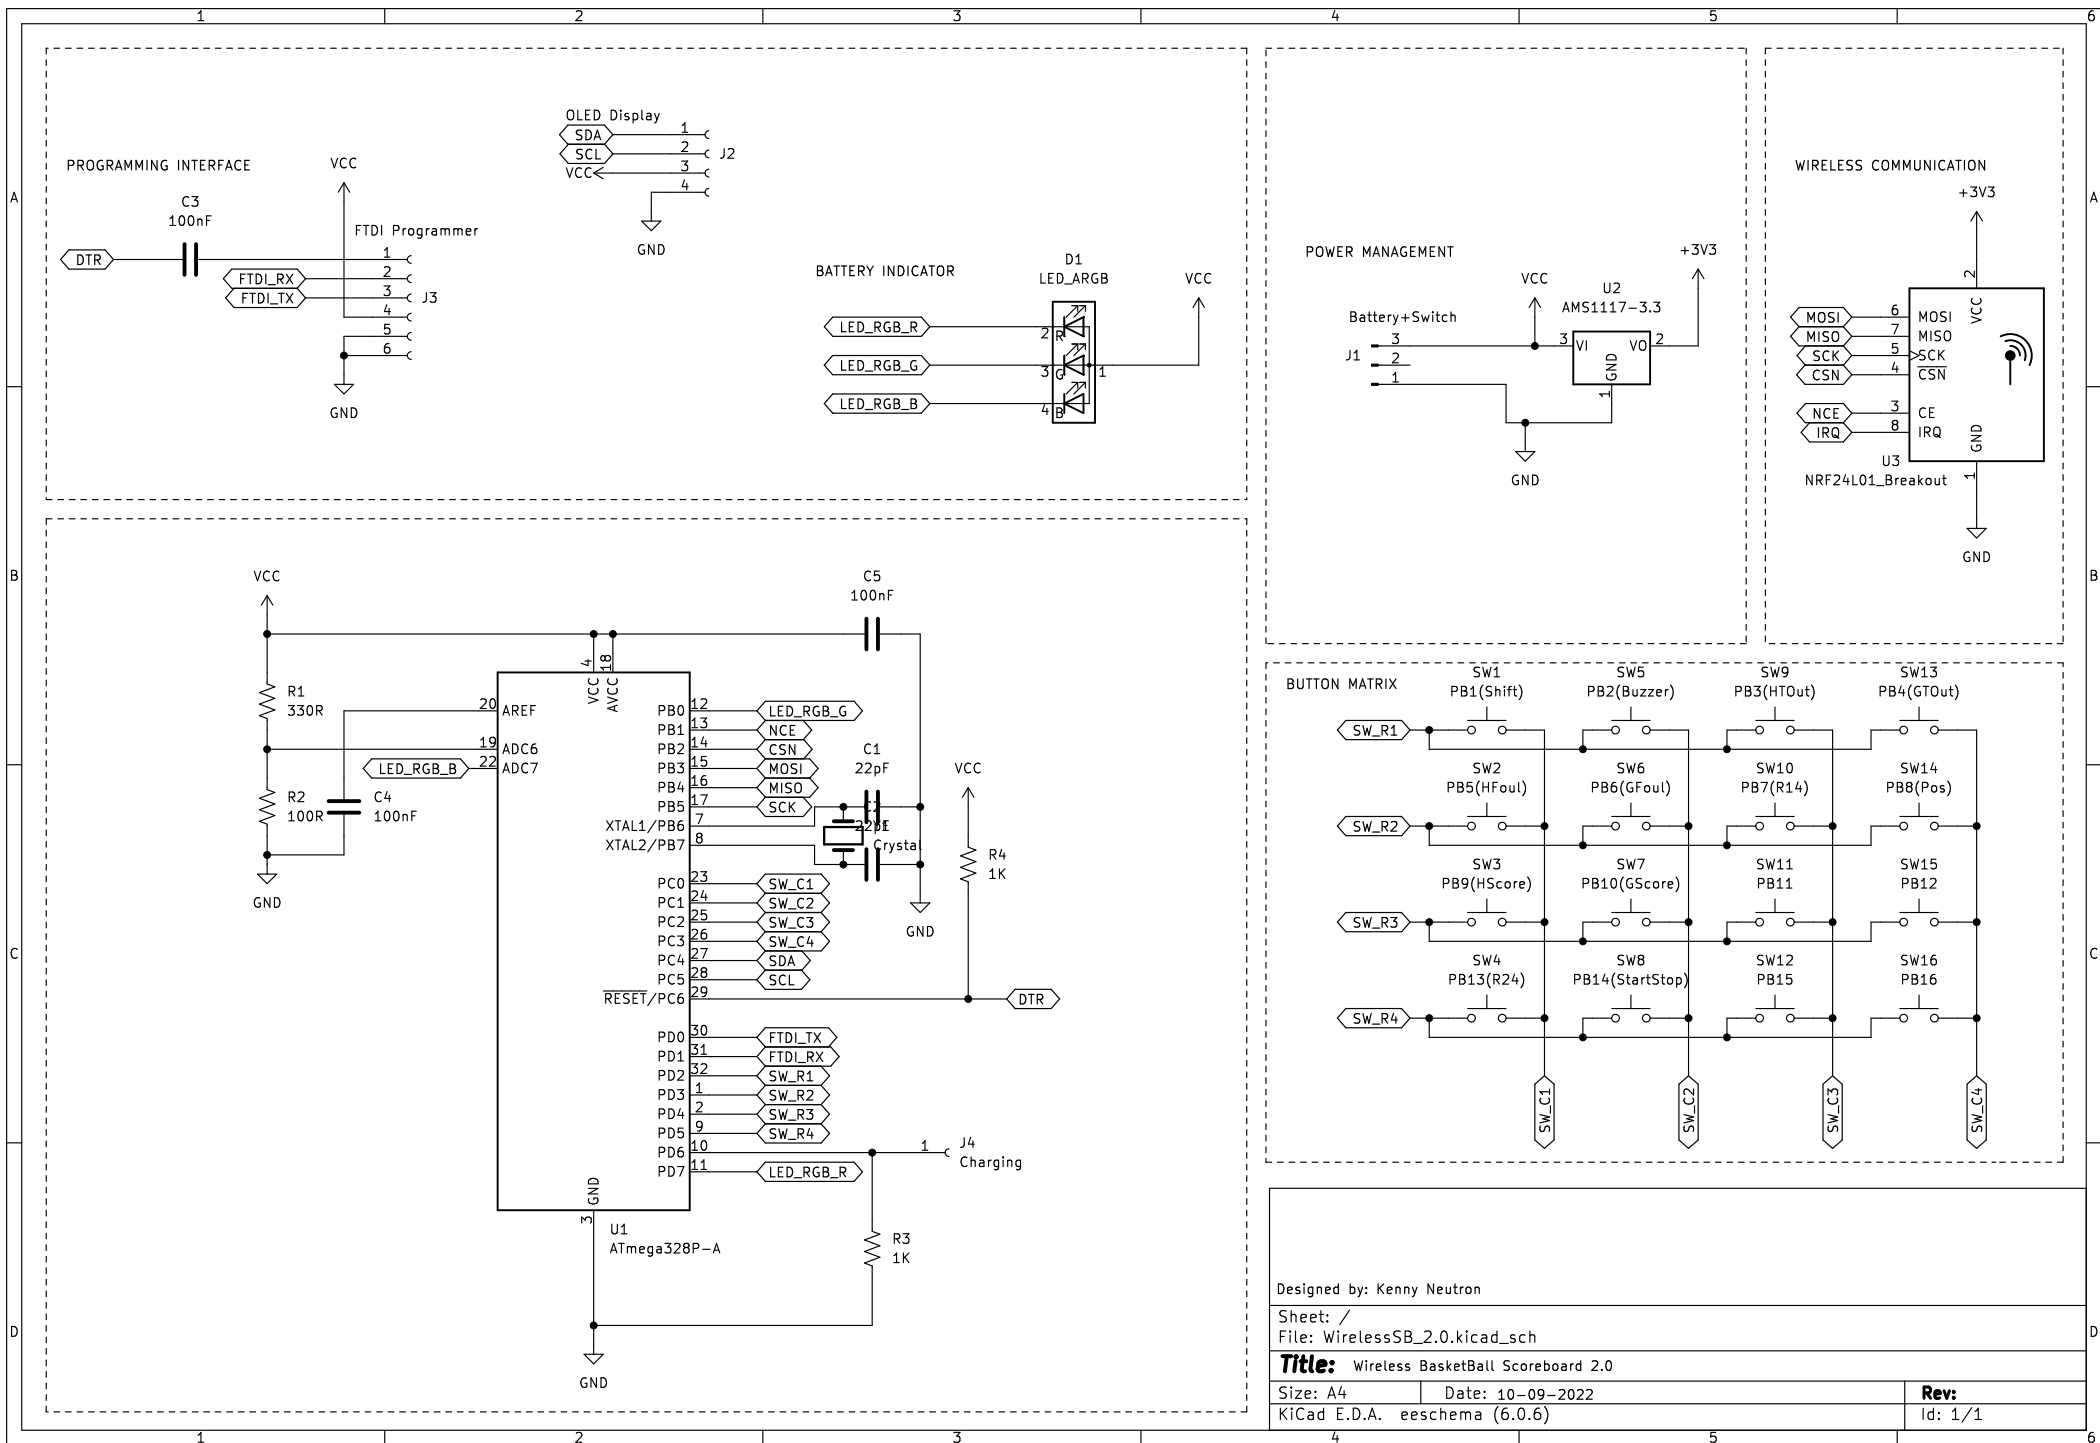 1 2 3 4 5 6
A
B
C
D
PROGRAMMING INTERFACE
C3
100nF
DTR
VCC
FTDI Programmer
FTDI_RX
FTDI_TX
1
2
3
4
5
6
J3
GND
OLED Display
SDA
SCL
VCC
1
2
3
4
J2
GND
BATTERY INDICATOR
D1
LED_ARGB
VCC
LED_RGB_R
LED_RGB_G
LED_RGB_B
2 R
3 G
4 B
1
POWER MANAGEMENT
+3V3
VCC
U2
AMS1117-3.3
Battery+Switch
J1
3
2
1
3 VI
VO 2
GND
1
GND
WIRELESS COMMUNICATION
+3V3
2
VCC
MOSI 6 MOSI
MISO 7 MISO
SCK 5 SCK
CSN 4 CSN
NCE 3 CE
IRQ 8 IRQ
GND
1
U3
NRF24L01_Breakout
GND
VCC
C5
100nF
R1
330R
R2
100R
C4
100nF
GND
LED_RGB_B
4
18
VCC
AVCC
20 AREF
19 ADC6
22 ADC7
PB0 12 LED_RGB_G
PB1 13 NCE
PB2 14 CSN
PB3 15 MOSI
PB4 16 MISO
PB5 17 SCK
XTAL1/PB6 7
XTAL2/PB7 8
C1
22pF
C2
22pF
Y1
Crystal
VCC
R4
1K
GND
PC0 23 SW_C1
PC1 24 SW_C2
PC2 25 SW_C3
PC3 26 SW_C4
PC4 27 SDA
PC5 28 SCL
RESET/PC6 29
DTR
PD0 30 FTDI_TX
PD1 31 FTDI_RX
PD2 32 SW_R1
PD3 1 SW_R2
PD4 2 SW_R3
PD5 9 SW_R4
PD6 10
PD7 11 LED_RGB_R
1
J4
Charging
GND
3
U1
ATmega328P-A
R3
1K
GND
BUTTON MATRIX
SW1 SW5 SW9 SW13
PB1(Shift) PB2(Buzzer) PB3(HTOut) PB4(GTOut)
SW_R1
SW2 SW6 SW10 SW14
PB5(HFoul) PB6(GFoul) PB7(R14) PB8(Pos)
SW_R2
SW3 SW7 SW11 SW15
PB9(HScore) PB10(GScore) PB11 PB12
SW_R3
SW4 SW8 SW12 SW16
PB13(R24) PB14(StartStop) PB15 PB16
SW_R4
SW_C1 SW_C2 SW_C3 SW_C4
Designed by: Kenny Neutron
Sheet: /
File: WirelessSB_2.0.kicad_sch
Title: Wireless BasketBall Scoreboard 2.0
Size: A4 Date: 10-09-2022 Rev:
KiCad E.D.A. eeschema (6.0.6) Id: 1/1
A
B
C
D
1 2 3 4 5 6